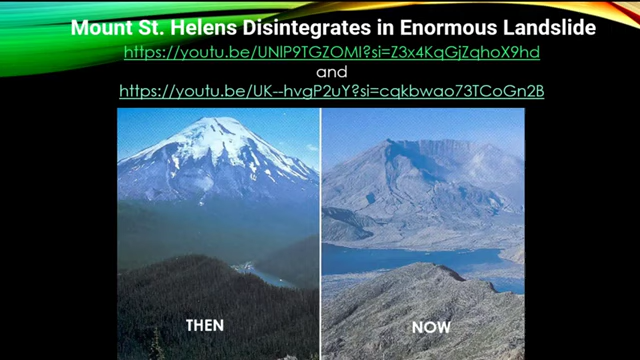 Mount St. Helens Disintegrates in Enormous Landslide
https://youtu.be/UNlP9TGZOMI?si=Z3x4KqGjZqhoX9hd
and
https://youtu.be/UK--hvgP2uY?si=cqkbwao73TCoGn2B
THEN
NOW